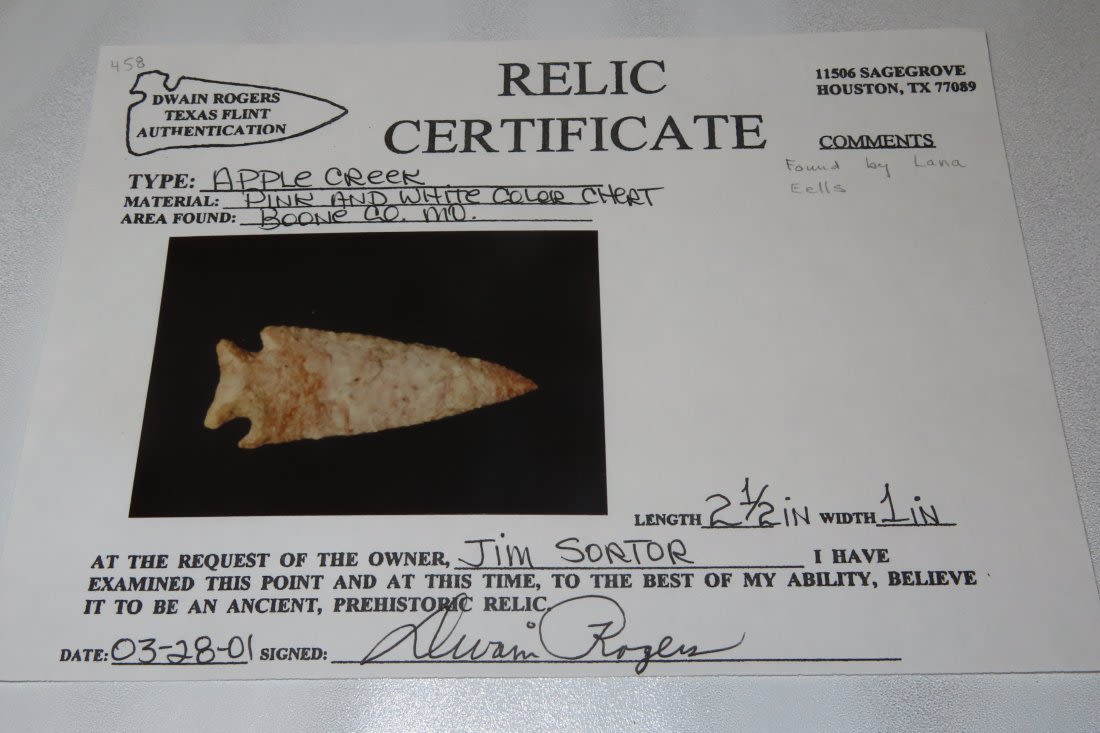 458
DWAIN ROGERS
TEXAS FLINT
AUTHENTICATION
RELIC
CERTIFICATE
11506 SAGEGROVE
HOUSTON, TX 77089
COMMENTS
Found by Lana
Eells
TYPE: APPLE CREEK
MATERIAL: PINK AND WHITE COLOR CHERT
AREA FOUND: BOONE CO. MO.
LENGTH 2 1/2 IN WIDTH 1 IN
AT THE REQUEST OF THE OWNER, JIM SORTOR I HAVE
EXAMINED THIS POINT AND AT THIS TIME, TO THE BEST OF MY ABILITY, BELIEVE
IT TO BE AN ANCIENT, PREHISTORIC RELIC.
DATE: 03-28-01 SIGNED: Dwain Rogers